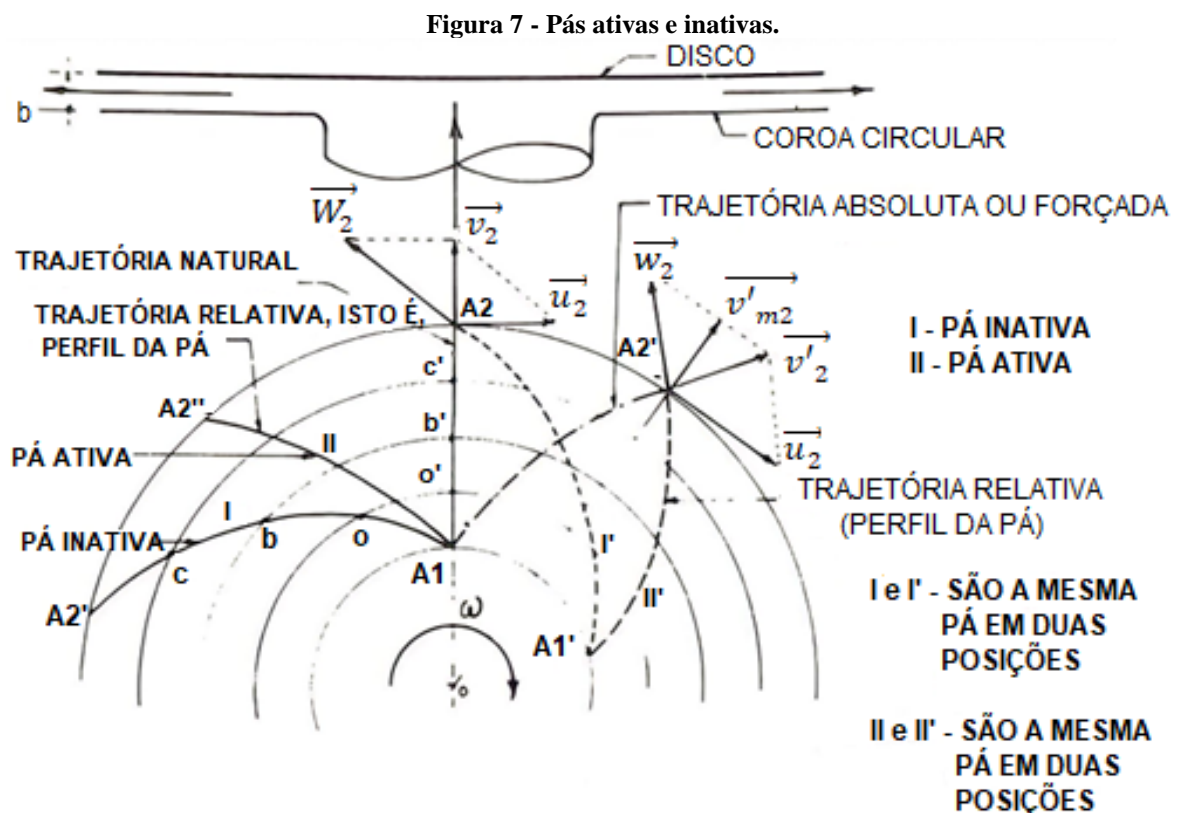 Figura 7 - Pás ativas e inativas.
DISCO
b
COROA CIRCULAR
W₂
v₂
TRAJETÓRIA ABSOLUTA OU FORÇADA
TRAJETÓRIA NATURAL
w₂
v'ₘ₂
TRAJETÓRIA RELATIVA, ISTO É,
PERFIL DA PÁ
A2
u₂
I - PÁ INATIVA
II - PÁ ATIVA
A2'
v'₂
c'
A2"
II
b'
u₂
PÁ ATIVA
o'
TRAJETÓRIA RELATIVA
(PERFIL DA PÁ)
I
b
o
PÁ INATIVA
c
A1
I'
II'
A2'
ω
A1'
I e I' - SÃO A MESMA
PÁ EM DUAS
POSIÇÕES
II e II' - SÃO A MESMA
PÁ EM DUAS
POSIÇÕES